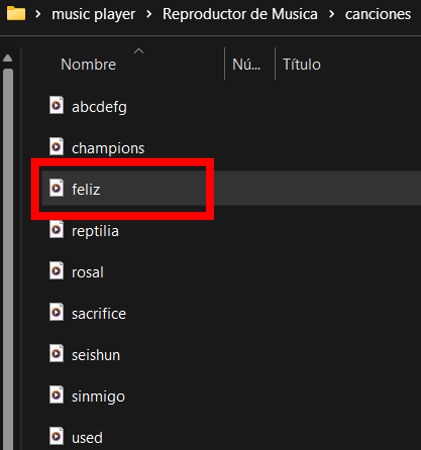 music player > Reproductor de Musica > canciones
Nombre Nú... Título
abcdefg
champions
feliz
reptilia
rosal
sacrifice
seishun
sinmigo
used